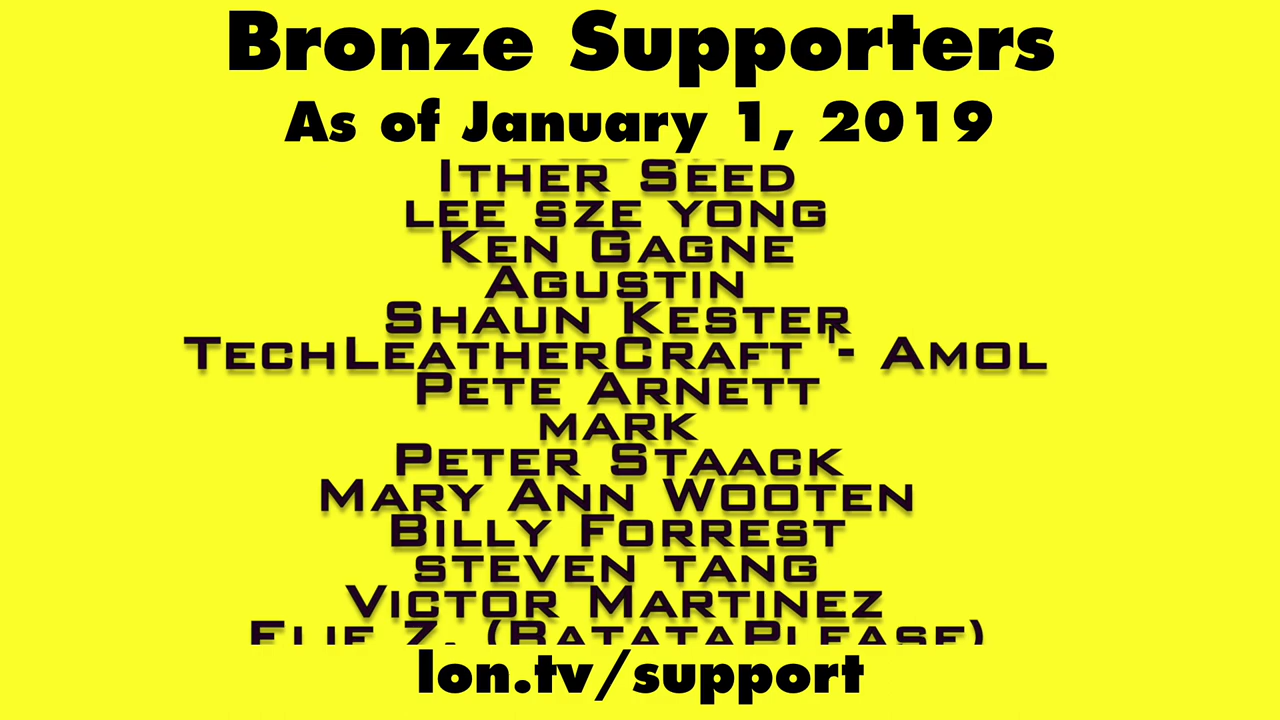 Bronze Supporters
As of January 1, 2019
Ither Seed
lee sze yong
Ken Gagne
Agustin
Shaun Kester
TechLeatherCraft - Amol
Pete Arnett
mark
Peter Staack
Mary Ann Wooten
Billy Forrest
steven tang
Victor Martinez
Z.
lon.tv/support